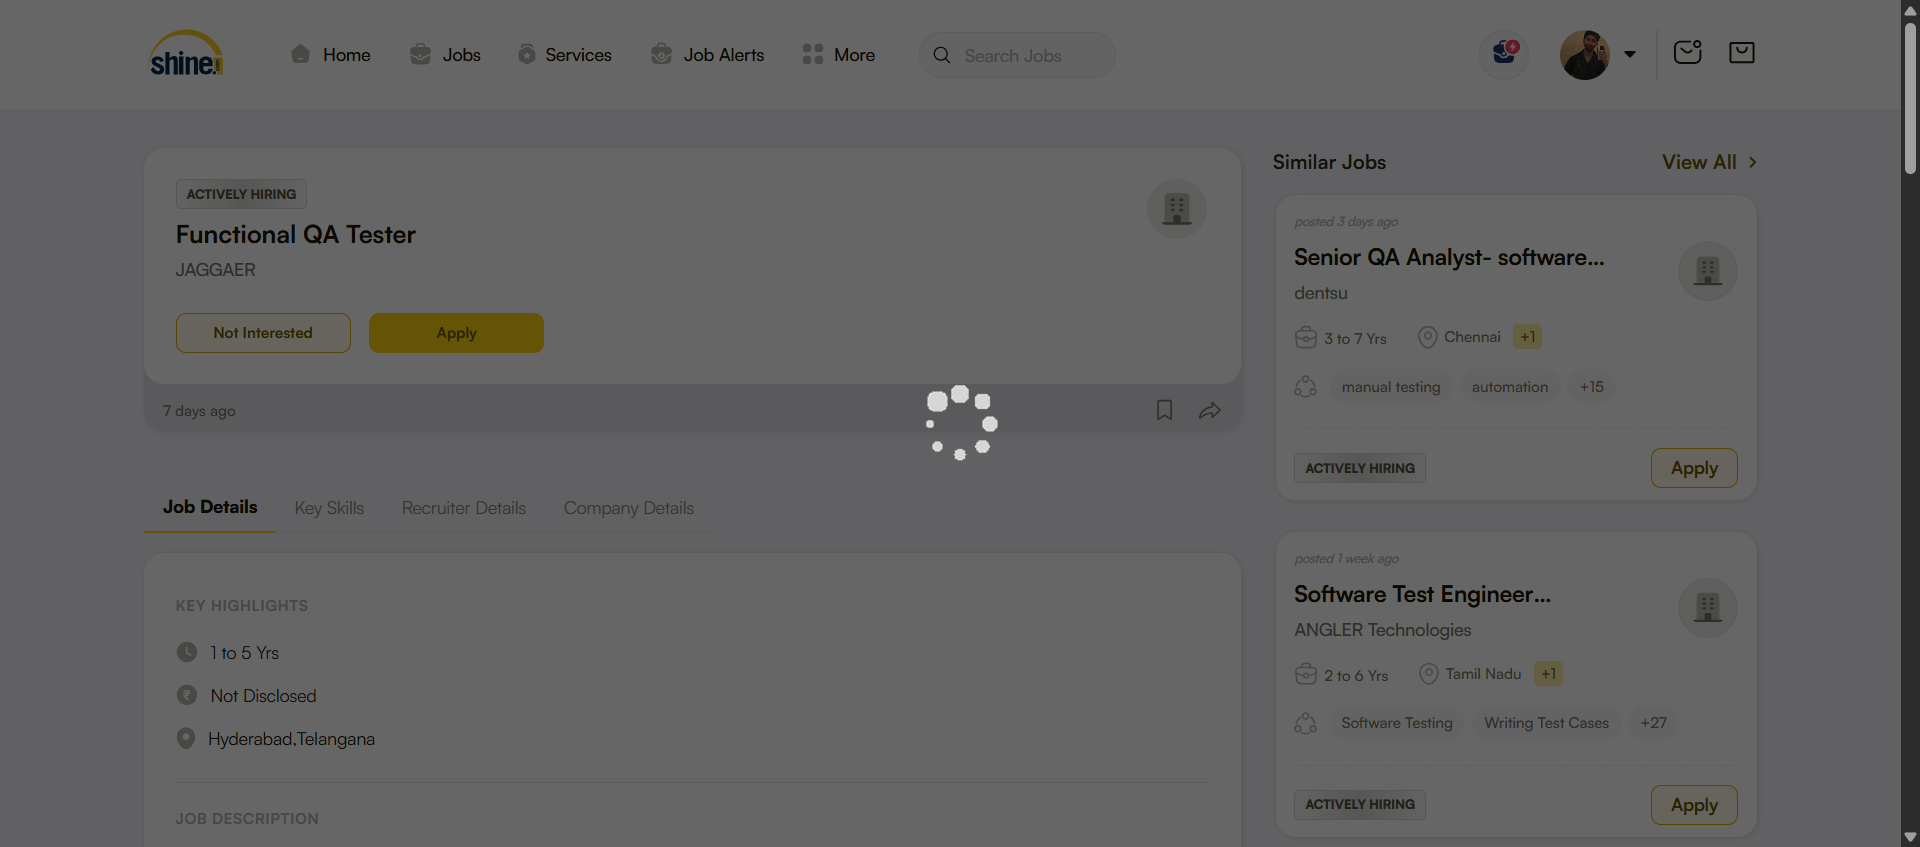 shine.
Home
Jobs
Services
Job Alerts
More
Search Jobs
ACTIVELY HIRING
Functional QA Tester
JAGGAER
Not Interested
Apply
7 days ago
Job Details
Key Skills
Recruiter Details
Company Details
KEY HIGHLIGHTS
1 to 5 Yrs
Not Disclosed
Hyderabad,Telangana
JOB DESCRIPTION
Similar Jobs
View All
posted 3 days ago
Senior QA Analyst- software...
dentsu
3 to 7 Yrs
Chennai +1
manual testing
automation
+15
ACTIVELY HIRING
Apply
posted 1 week ago
Software Test Engineer...
ANGLER Technologies
2 to 6 Yrs
Tamil Nadu +1
Software Testing
Writing Test Cases
+27
ACTIVELY HIRING
Apply